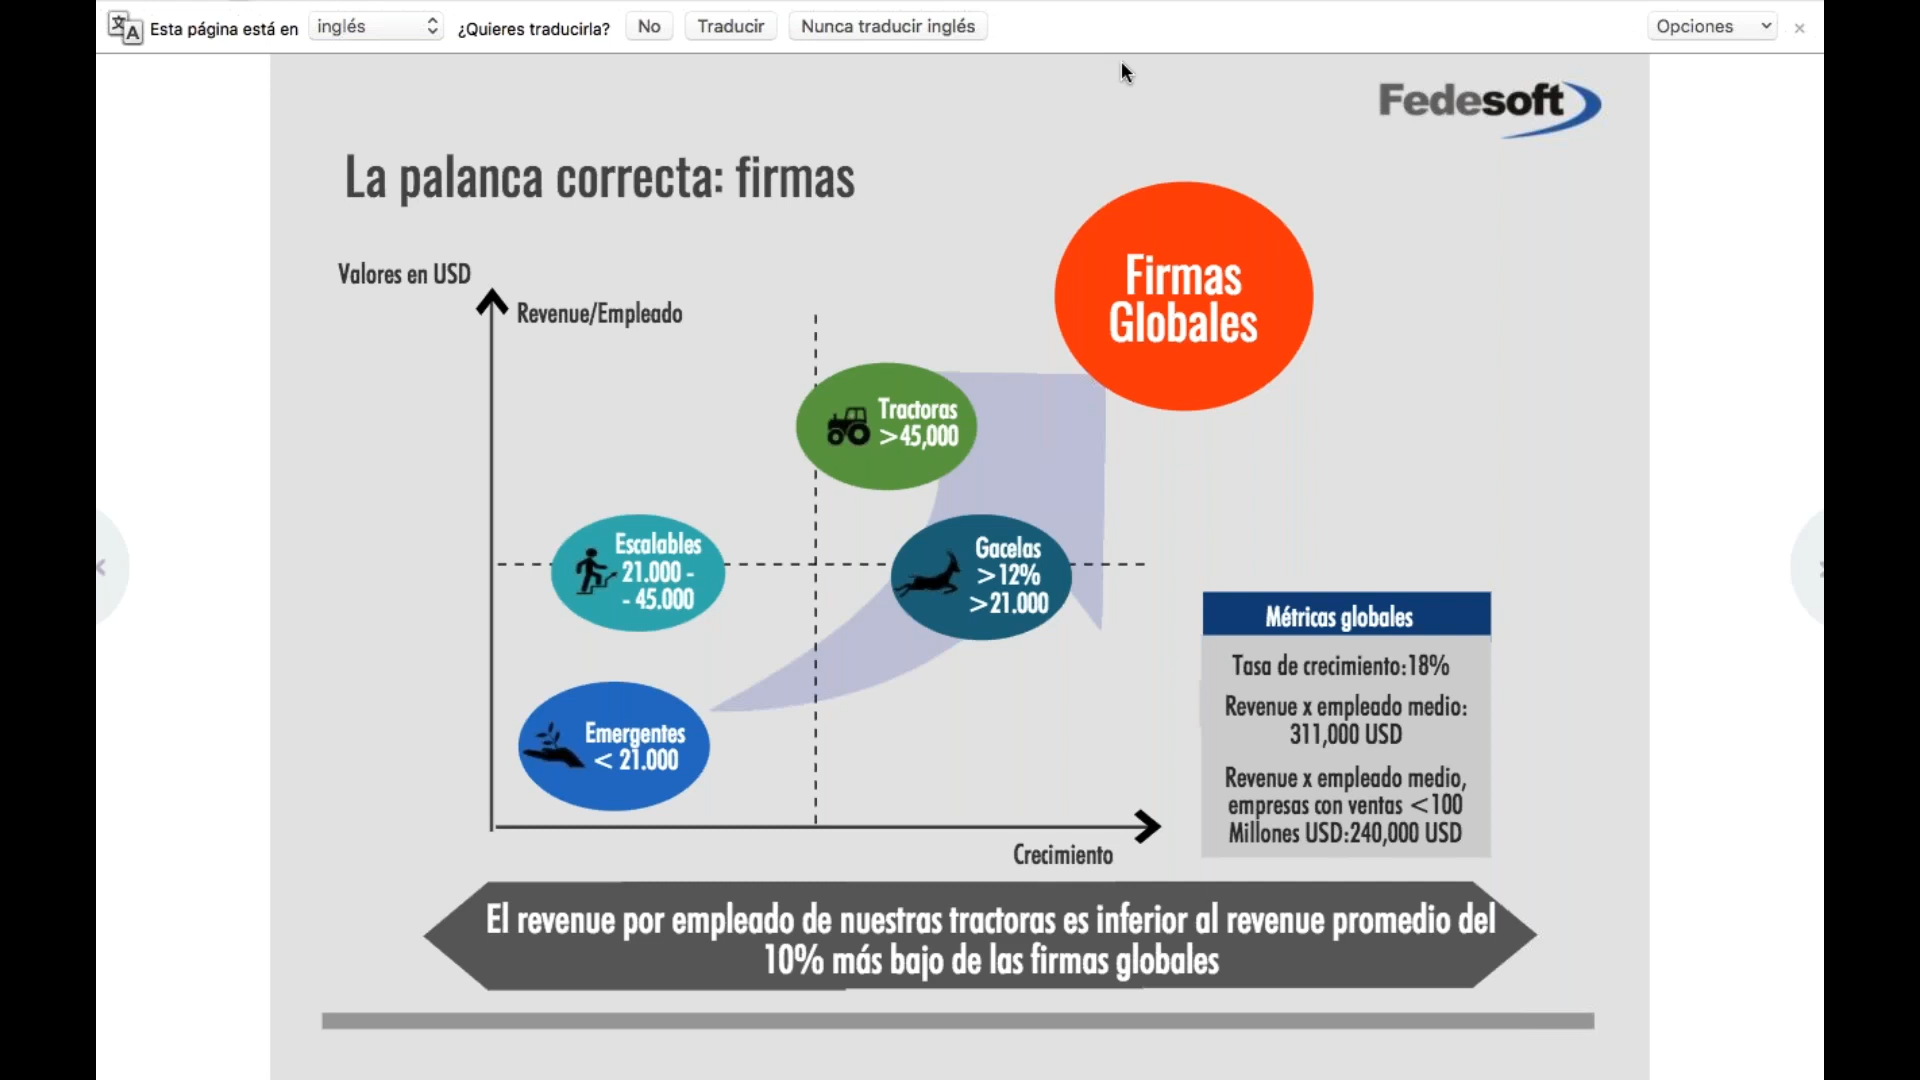 Esta página está en
inglés
¿Quieres traducirla?
No
Traducir
Nunca traducir inglés
Opciones
Fedesoft
La palanca correcta: firmas
Firmas
Globales
Valores en USD
Revenue/Empleado
Tractoras
>45,000
Escalables
21.000 -
- 45.000
Gacelas
>12%
>21.000
Emergentes
< 21.000
Crecimiento
Métricas globales
Tasa de crecimiento:18%
Revenue x empleado medio:
311,000 USD
Revenue x empleado medio,
empresas con ventas <100
Millones USD:240,000 USD
El revenue por empleado de nuestras tractoras es inferior al revenue promedio del
10% más bajo de las firmas globales